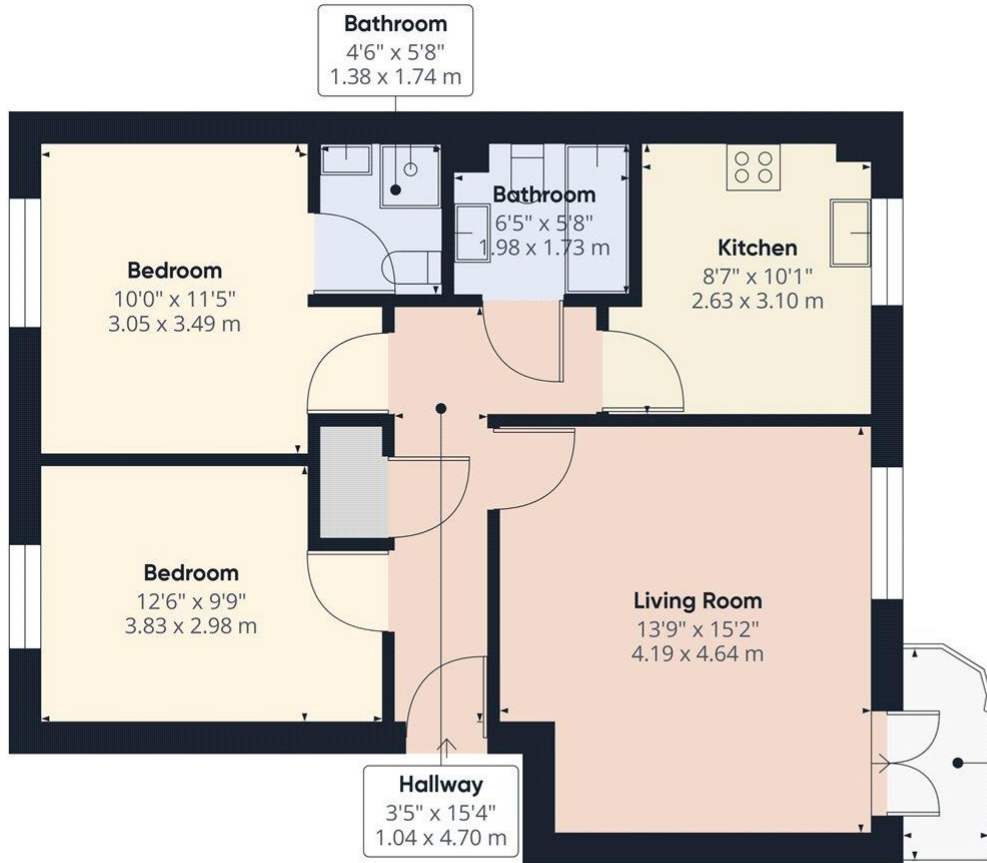 Bathroom
4'6" x 5'8"
1.38 x 1.74 m
Bathroom
6'5" x 5'8"
1.98 x 1.73 m
Kitchen
8'7" x 10'1"
2.63 x 3.10 m
Bedroom
10'0" x 11'5"
3.05 x 3.49 m
Bedroom
12'6" x 9'9"
3.83 x 2.98 m
Living Room
13'9" x 15'2"
4.19 x 4.64 m
Hallway
3'5" x 15'4"
1.04 x 4.70 m